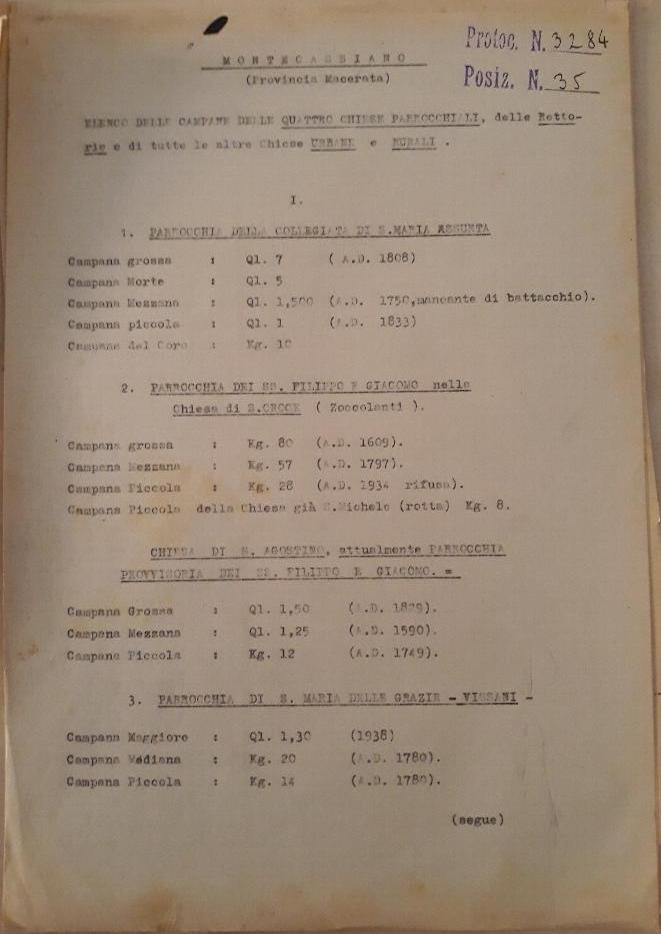 Protoc. N. 3284
MONTECASSIANO
(Provincia Macerata)
Posiz. N. 35
ELENCO DELLE CAMPANE DELLE QUATTRO CHIESE PARROCCHIALI, delle Retto-
rie e di tutte le altre Chiese URBANE e RURALI .
I.
1. PARROCCHIA DELLA COLLEGIATA DI S.MARIA ASSUNTA
Campana grossa : Ql. 7 ( A.D. 1808)
Campana Morte : Ql. 5
Campana Mezzana : Ql. 1,500 (A.D. 1750,mancante di battacchio).
Campana piccola : Ql. 1 (A.D. 1833)
Campana del Coro : Kg. 10
2. PARROCCHIA DEI SS. FILIPPO E GIACOMO nella
Chiesa di S.CROCE ( Zoccolanti ).
Campana grossa : Kg. 80 (A.D. 1609).
Campana Mezzana : Kg. 57 (A.D. 1797).
Campana Piccola : Kg. 28 (A.D. 1934 rifusa).
Campana Piccola della Chiesa già S.Michele (rotta) Kg. 8.
CHIESA DI S. AGOSTINO, attualmente PARROCCHIA
PROVVISORIA DEI SS. FILIPPO E GIACOMO. =
Campana Grossa : Ql. 1,50 (A.D. 1829).
Campana Mezzana : Ql. 1,25 (A.D. 1590).
Campana Piccola : Kg. 12 (A.D. 1749).
3. PARROCCHIA DI S. MARIA DELLE GRAZIE - VISSANI -
Campana Maggiore : Ql. 1,30 (1938)
Campana Mediana : Kg. 20 (A.D. 1780).
Campana Piccola : Kg. 14 (A.D. 1780).
(segue)